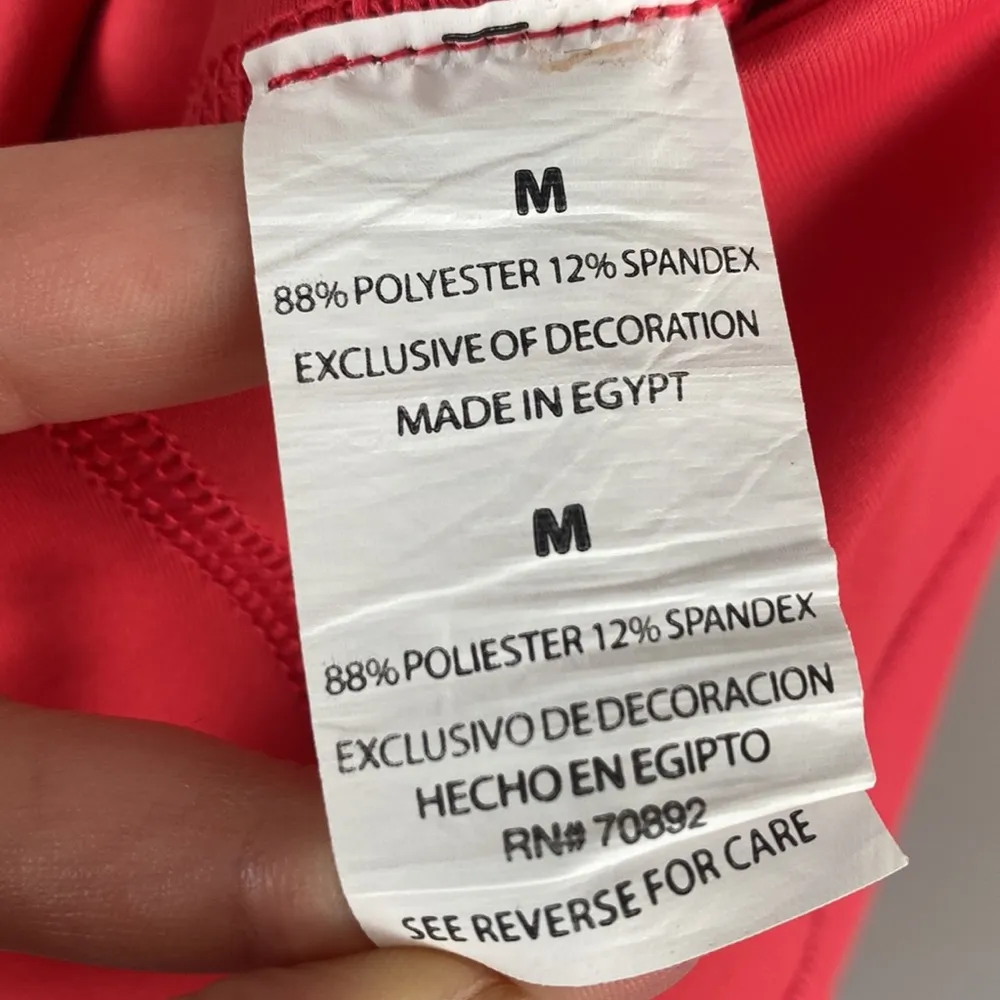 M
88% POLYESTER 12% SPANDEX
EXCLUSIVE OF DECORATION
MADE IN EGYPT
M
88% POLIESTER 12% SPANDEX
EXCLUSIVO DE DECORACION
HECHO EN EGIPTO
RN# 70892
SEE REVERSE FOR CARE